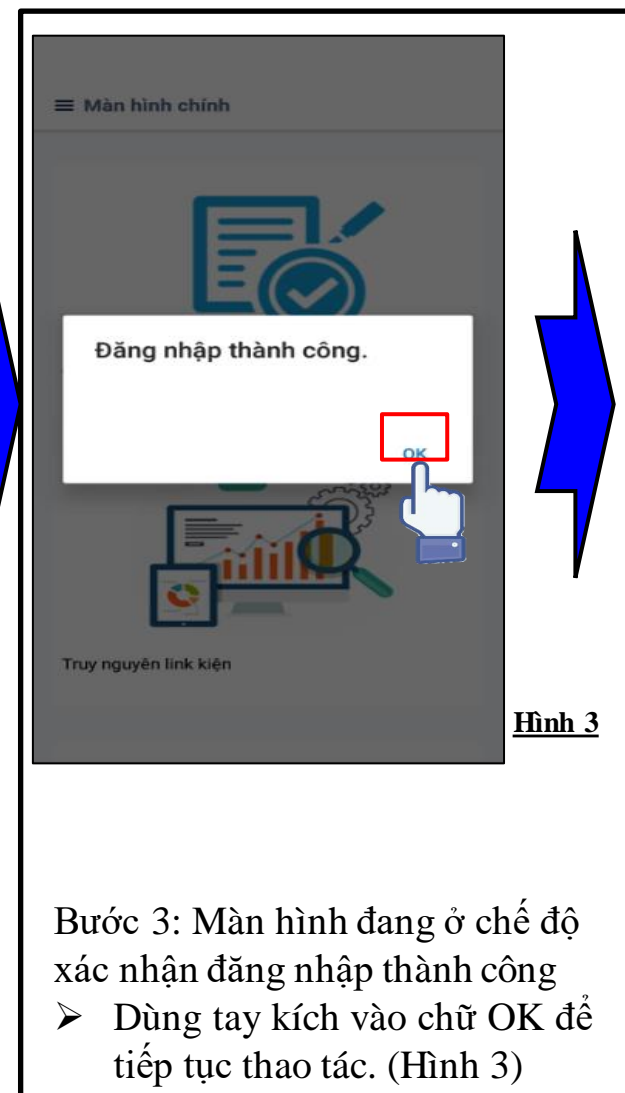 ≡ Màn hình chính
Đăng nhập thành công.
OK
Truy nguyên link kiện
Hình 3
Bước 3: Màn hình đang ở chế độ
xác nhận đăng nhập thành công
➢ Dùng tay kích vào chữ OK để
tiếp tục thao tác. (Hình 3)